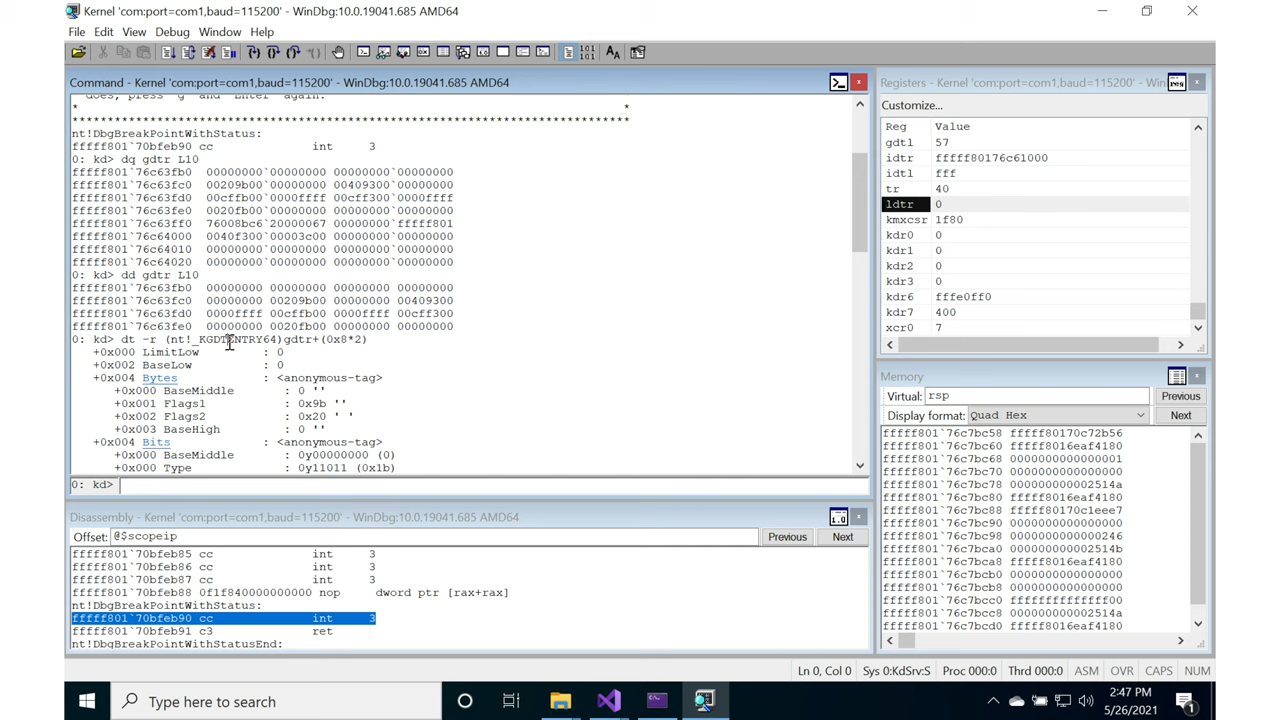 Kernel 'com:port=com1,baud=115200' - WinDbg:10.0.19041.685 AMD64
File Edit View Debug Window Help
Command - Kernel 'com:port=com1,baud=115200' - WinDbg:10.0.19041.685 AMD64
does, press "g" and "Enter" again.
* *
*******************************************************************************
nt!DbgBreakPointWithStatus:
fffff801`70bfeb90 cc int 3
0: kd> dq gdtr L10
fffff801`76c63fb0 00000000`00000000 00000000`00000000
fffff801`76c63fc0 00209b00`00000000 00409300`00000000
fffff801`76c63fd0 00cffb00`0000ffff 00cff300`0000ffff
fffff801`76c63fe0 0020fb00`00000000 00000000`00000000
fffff801`76c63ff0 76008bc6`20000067 00000000`fffff801
fffff801`76c64000 0040f300`00003c00 00000000`00000000
fffff801`76c64010 00000000`00000000 00000000`00000000
fffff801`76c64020 00000000`00000000 00000000`00000000
0: kd> dd gdtr L10
fffff801`76c63fb0 00000000 00000000 00000000 00000000
fffff801`76c63fc0 00000000 00209b00 00000000 00409300
fffff801`76c63fd0 0000ffff 00cffb00 0000ffff 00cff300
fffff801`76c63fe0 00000000 0020fb00 00000000 00000000
0: kd> dt -r (nt!_KGDTENTRY64)gdtr+(0x8*2)
+0x000 LimitLow : 0
+0x002 BaseLow : 0
+0x004 Bytes : <anonymous-tag>
+0x000 BaseMiddle : 0 ''
+0x001 Flags1 : 0x9b ''
+0x002 Flags2 : 0x20 ' '
+0x003 BaseHigh : 0 ''
+0x004 Bits : <anonymous-tag>
+0x000 BaseMiddle : 0y00000000 (0)
+0x000 Type : 0y11011 (0x1b)
0: kd>
Disassembly - Kernel 'com:port=com1,baud=115200' - WinDbg:10.0.19041.685 AMD64
Offset: @$scopeip Previous Next
fffff801`70bfeb85 cc int 3
fffff801`70bfeb86 cc int 3
fffff801`70bfeb87 cc int 3
fffff801`70bfeb88 0f1f840000000000 nop dword ptr [rax+rax]
nt!DbgBreakPointWithStatus:
fffff801`70bfeb90 cc int 3
fffff801`70bfeb91 c3 ret
nt!DbgBreakPointWithStatusEnd:
Registers - Kernel 'com:port=com1,baud=115200' - WinD
Customize...
Reg Value
gdtl 57
idtr fffff80176c61000
idtl fff
tr 40
ldtr 0
kmxcsr 1f80
kdr0 0
kdr1 0
kdr2 0
kdr3 0
kdr6 fffe0ff0
kdr7 400
xcr0 7
Memory
Virtual: rsp Previous
Display format: Quad Hex Next
fffff801`76c7bc58 fffff80170c72b56
fffff801`76c7bc60 fffff8016eaf4180
fffff801`76c7bc68 0000000000000001
fffff801`76c7bc70 0000000000000000
fffff801`76c7bc78 000000000002514a
fffff801`76c7bc80 fffff8016eaf4180
fffff801`76c7bc88 fffff80170c1eee7
fffff801`76c7bc90 0000000000000000
fffff801`76c7bc98 0000000000000246
fffff801`76c7bca0 000000000002514b
fffff801`76c7bca8 0000000000000000
fffff801`76c7bcb0 0000000000000000
fffff801`76c7bcb8 0000000000000000
fffff801`76c7bcc0 ffffffffffffff00
fffff801`76c7bcc8 000000000002514a
fffff801`76c7bcd0 fffff8016eaf4180
Ln 0, Col 0 Sys 0:KdSrv:S Proc 000:0 Thrd 000:0 ASM OVR CAPS NUM
Type here to search
2:47 PM
5/26/2021
1